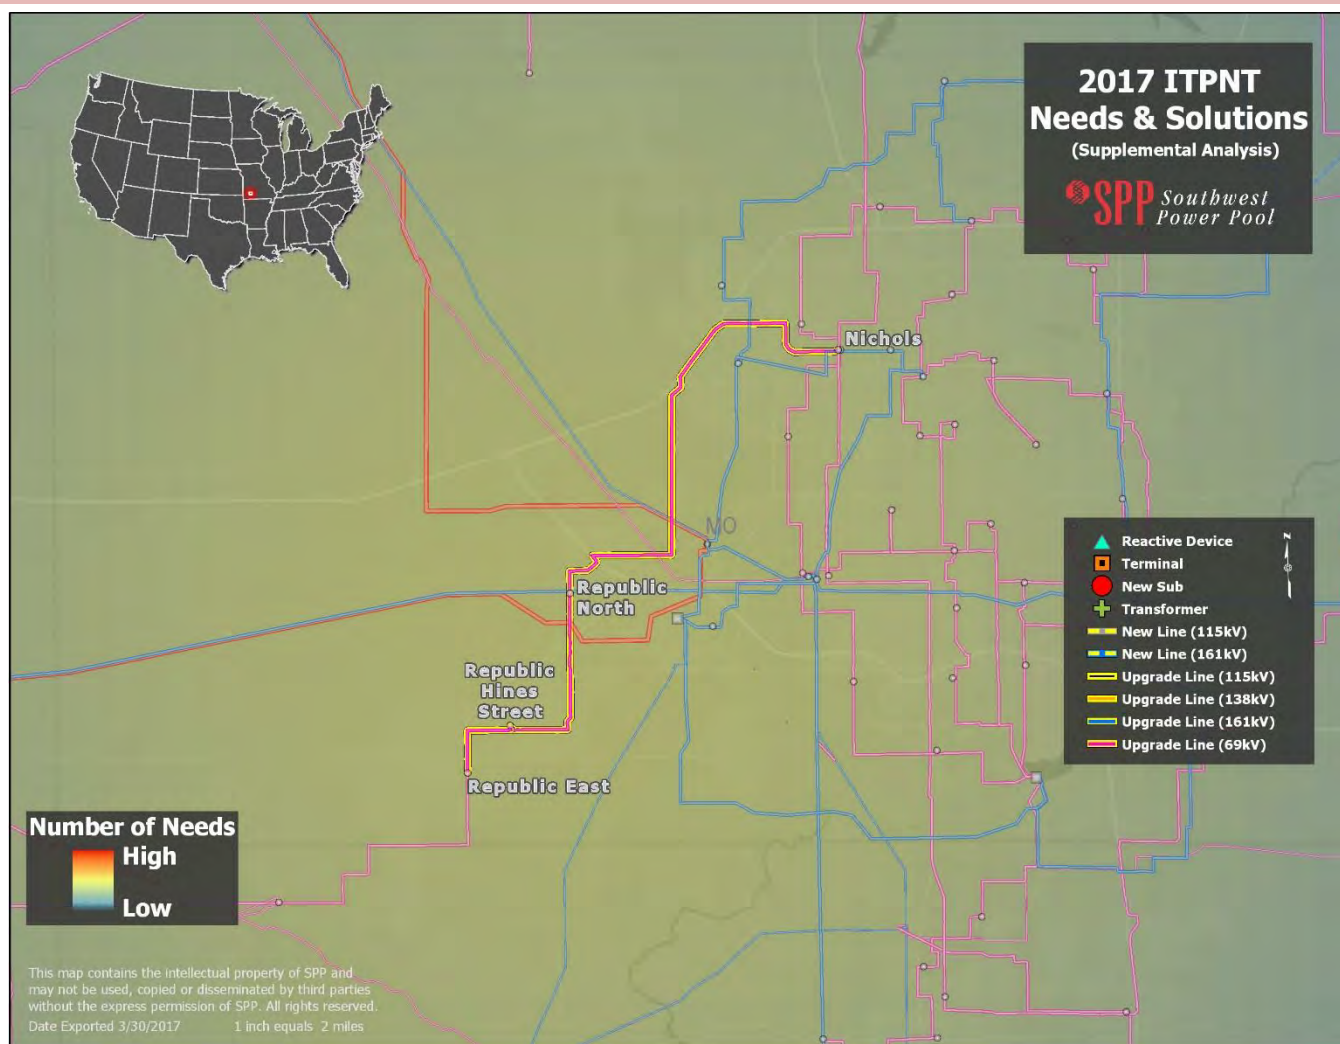 2017 ITPNT
Needs & Solutions
(Supplemental Analysis)
SPP Southwest
Power Pool
Nichols
MO
Republic
North
Republic
Hines
Street
Republic East
Reactive Device
N
Terminal
New Sub
Transformer
New Line (115kV)
New Line (161kV)
Upgrade Line (115kV)
Upgrade Line (138kV)
Upgrade Line (161kV)
Upgrade Line (69kV)
Number of Needs
High
Low
This map contains the intellectual property of SPP and
may not be used, copied or disseminated by third parties
without the express permission of SPP. All rights reserved.
Date Exported 3/30/2017 1 inch equals 2 miles